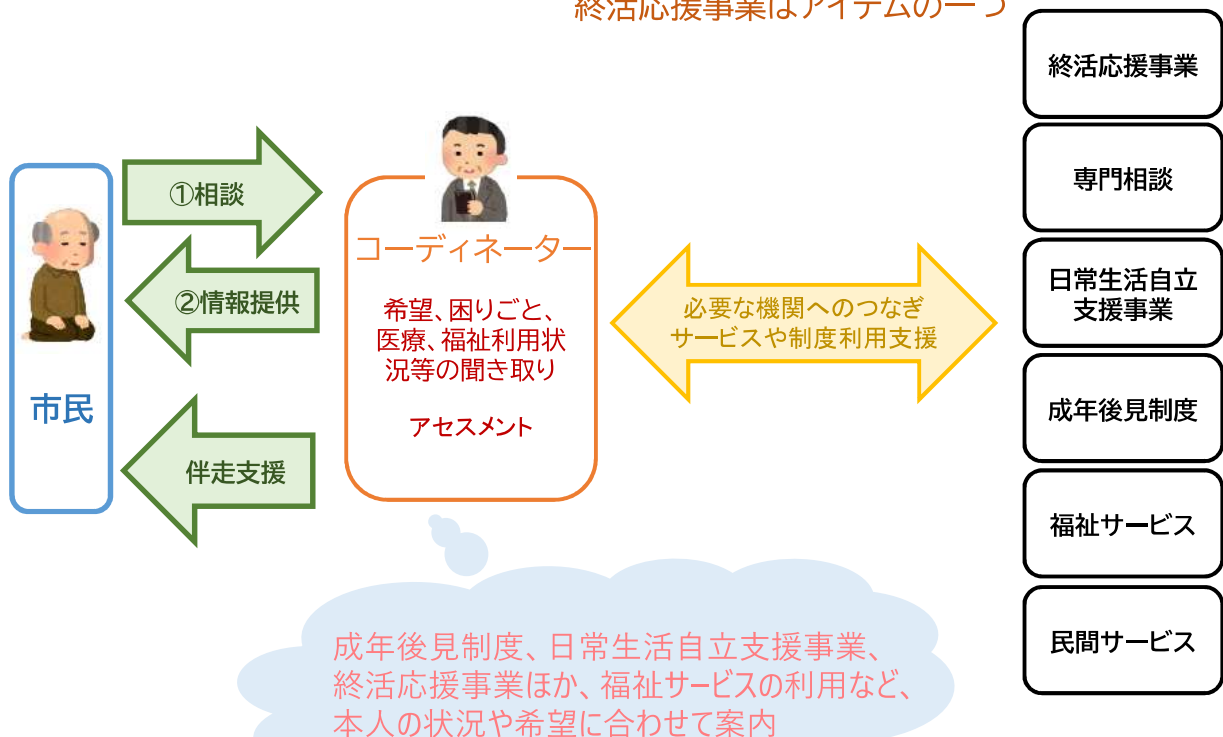 終活応援事業はアイテムの一つ
市民
①相談
②情報提供
伴走支援
コーディネーター
希望、困りごと、
医療、福祉利用状
況等の聞き取り
アセスメント
必要な機関へのつなぎ
サービスや制度利用支援
終活応援事業
専門相談
日常生活自立
支援事業
成年後見制度
福祉サービス
民間サービス
成年後見制度、日常生活自立支援事業、
終活応援事業ほか、福祉サービスの利用など、
本人の状況や希望に合わせて案内